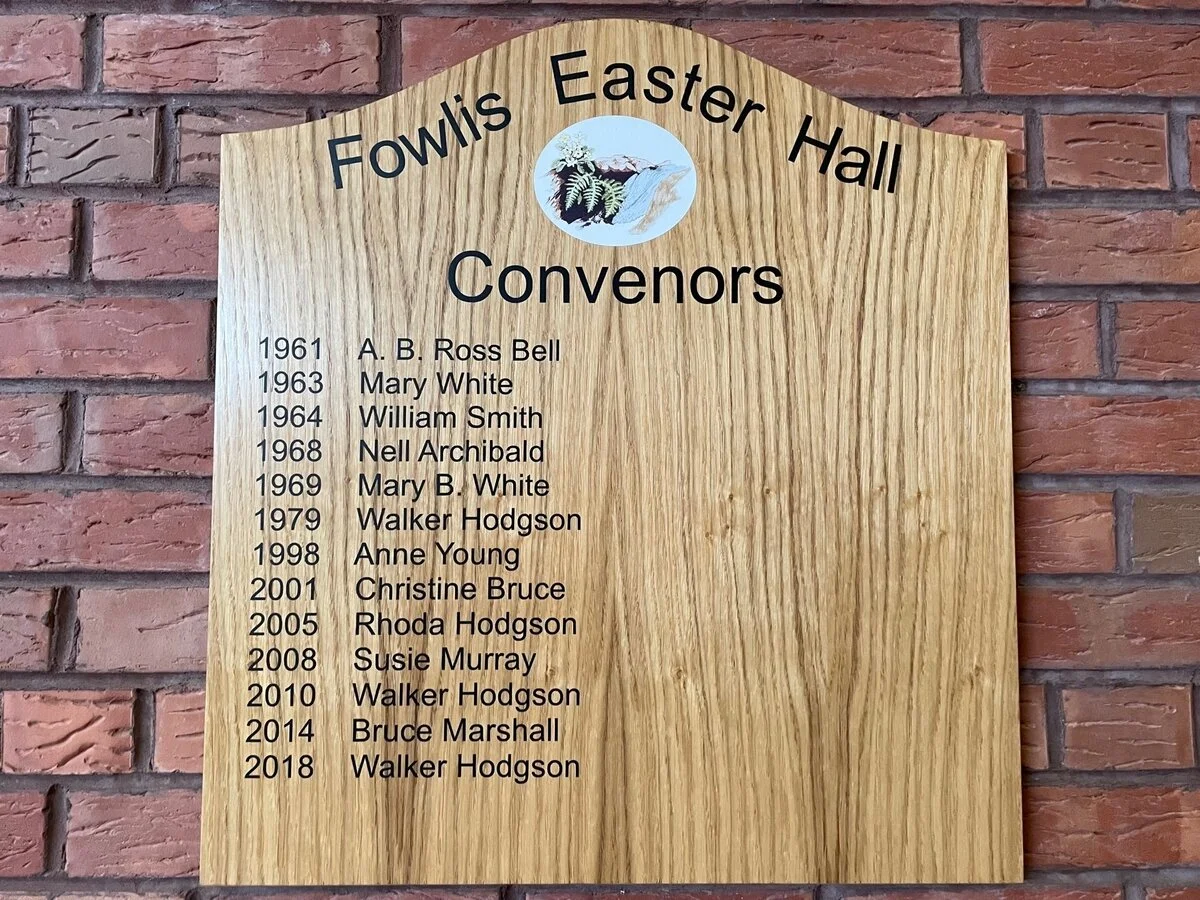 Fowlis Easter Hall
Convenors
1961 A. B. Ross Bell
1963 Mary White
1964 William Smith
1968 Nell Archibald
1969 Mary B. White
1979 Walker Hodgson
1998 Anne Young
2001 Christine Bruce
2005 Rhoda Hodgson
2008 Susie Murray
2010 Walker Hodgson
2014 Bruce Marshall
2018 Walker Hodgson